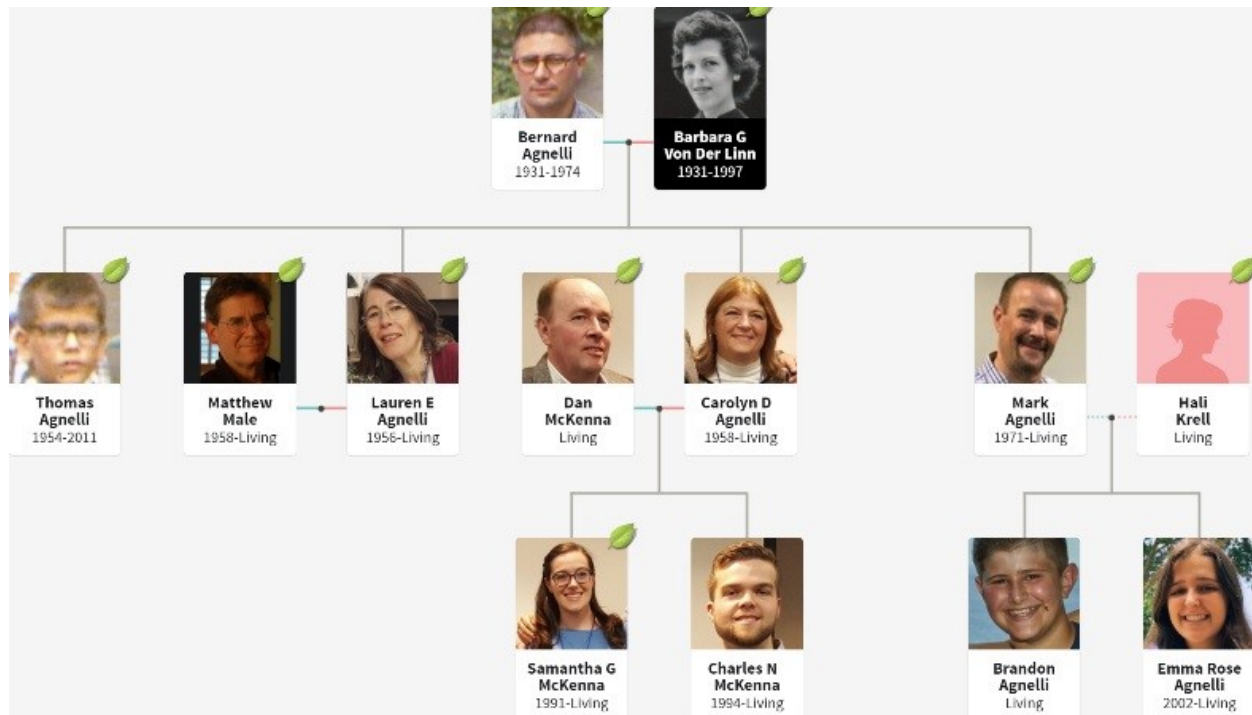 Bernard
Agnelli
1931-1974
Barbara G
Von Der Linn
1931-1997
Thomas
Agnelli
1954-2011
Matthew
Male
1958-Living
Lauren E
Agnelli
1956-Living
Dan
McKenna
Living
Carolyn D
Agnelli
1958-Living
Mark
Agnelli
1971-Living
Hali
Krell
Living
Samantha G
McKenna
1991-Living
Charles N
McKenna
1994-Living
Brandon
Agnelli
Living
Emma Rose
Agnelli
2002-Living